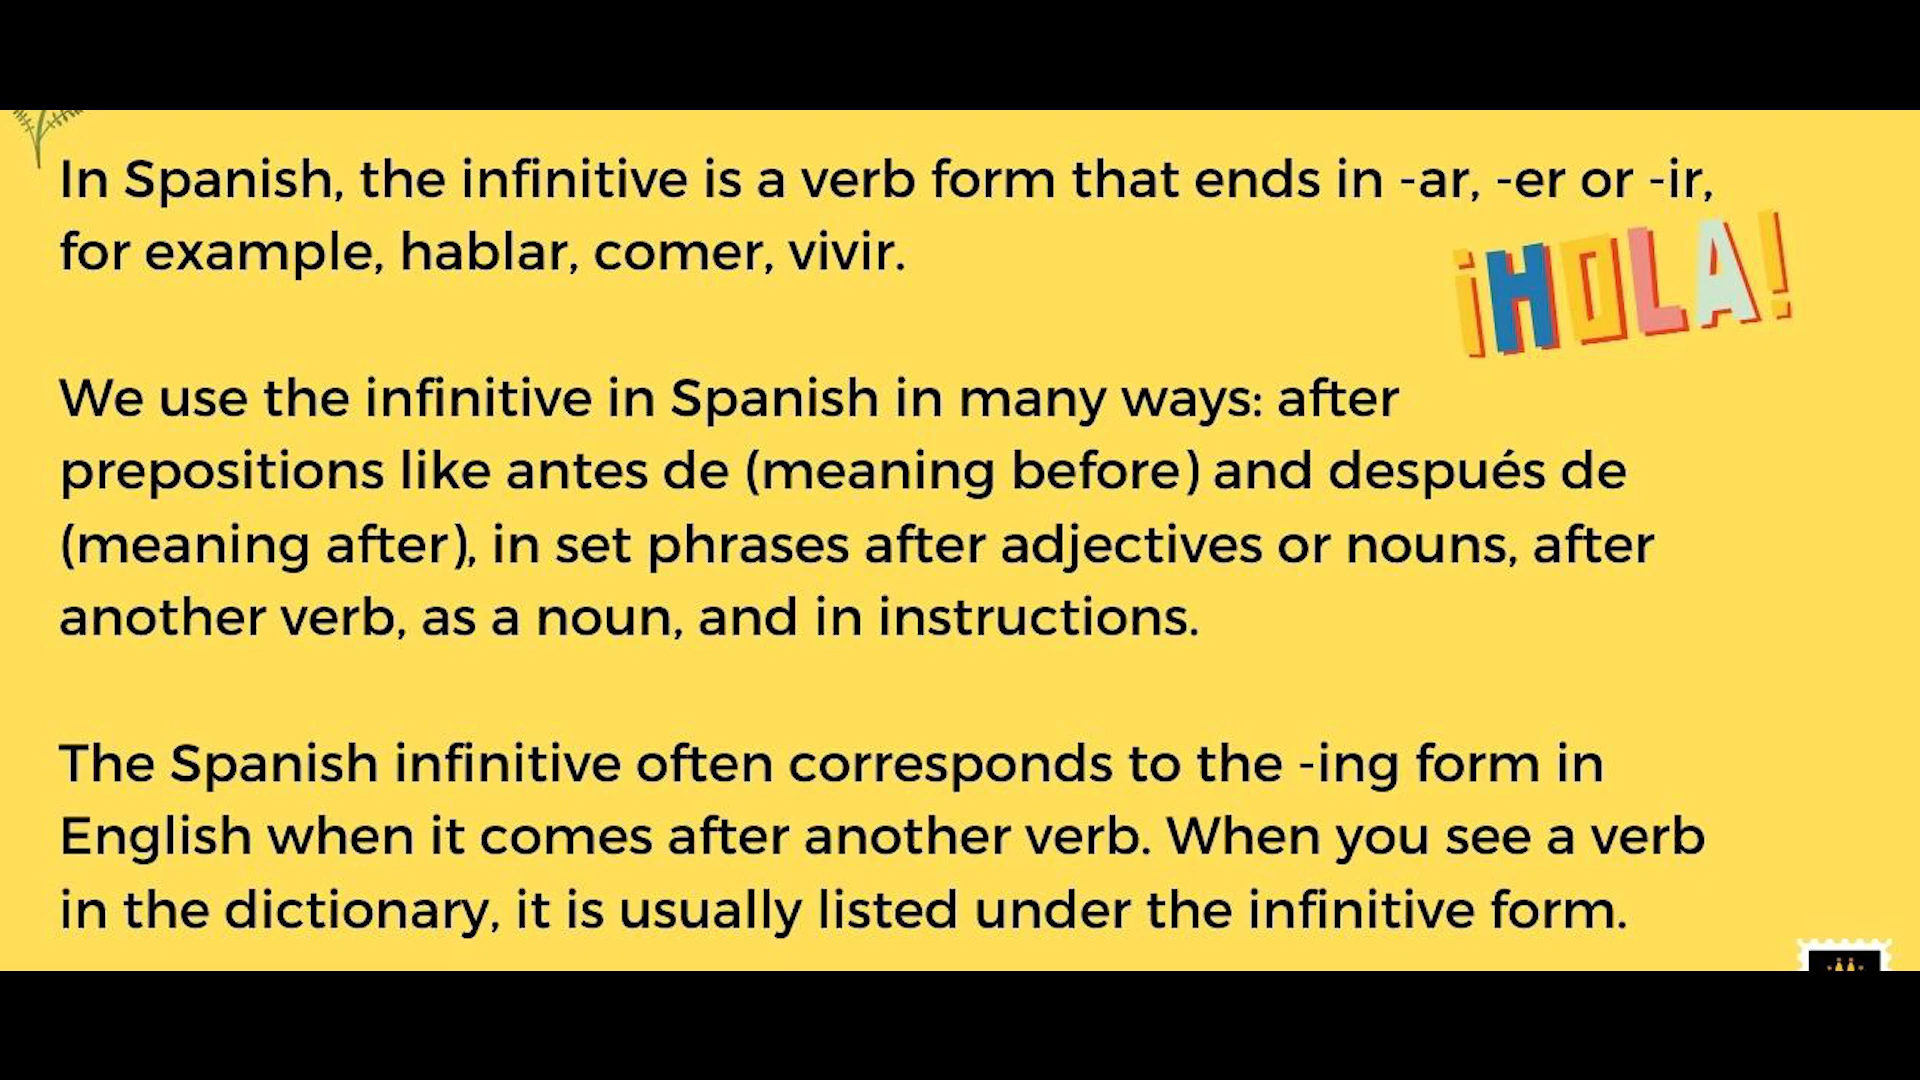 In Spanish, the infinitive is a verb form that ends in -ar, -er or -ir,
for example, hablar, comer, vivir.
¡HOLA!
We use the infinitive in Spanish in many ways: after
prepositions like antes de (meaning before) and después de
(meaning after), in set phrases after adjectives or nouns, after
another verb, as a noun, and in instructions.
The Spanish infinitive often corresponds to the -ing form in
English when it comes after another verb. When you see a verb
in the dictionary, it is usually listed under the infinitive form.